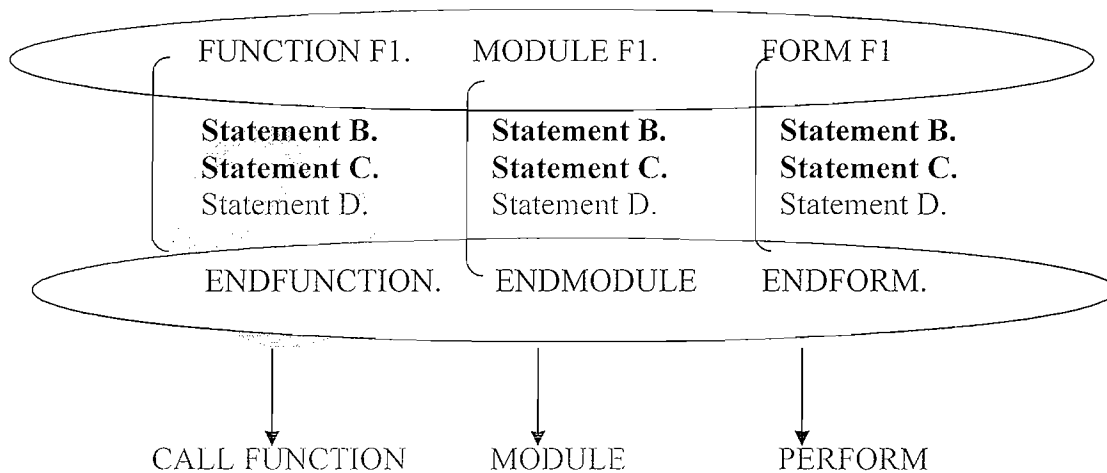 FUNCTION F1. MODULE F1. FORM F1
Statement B. Statement B. Statement B.
Statement C. Statement C. Statement C.
Statement D. Statement D. Statement D.
ENDFUNCTION. ENDMODULE ENDFORM.
CALL FUNCTION MODULE PERFORM